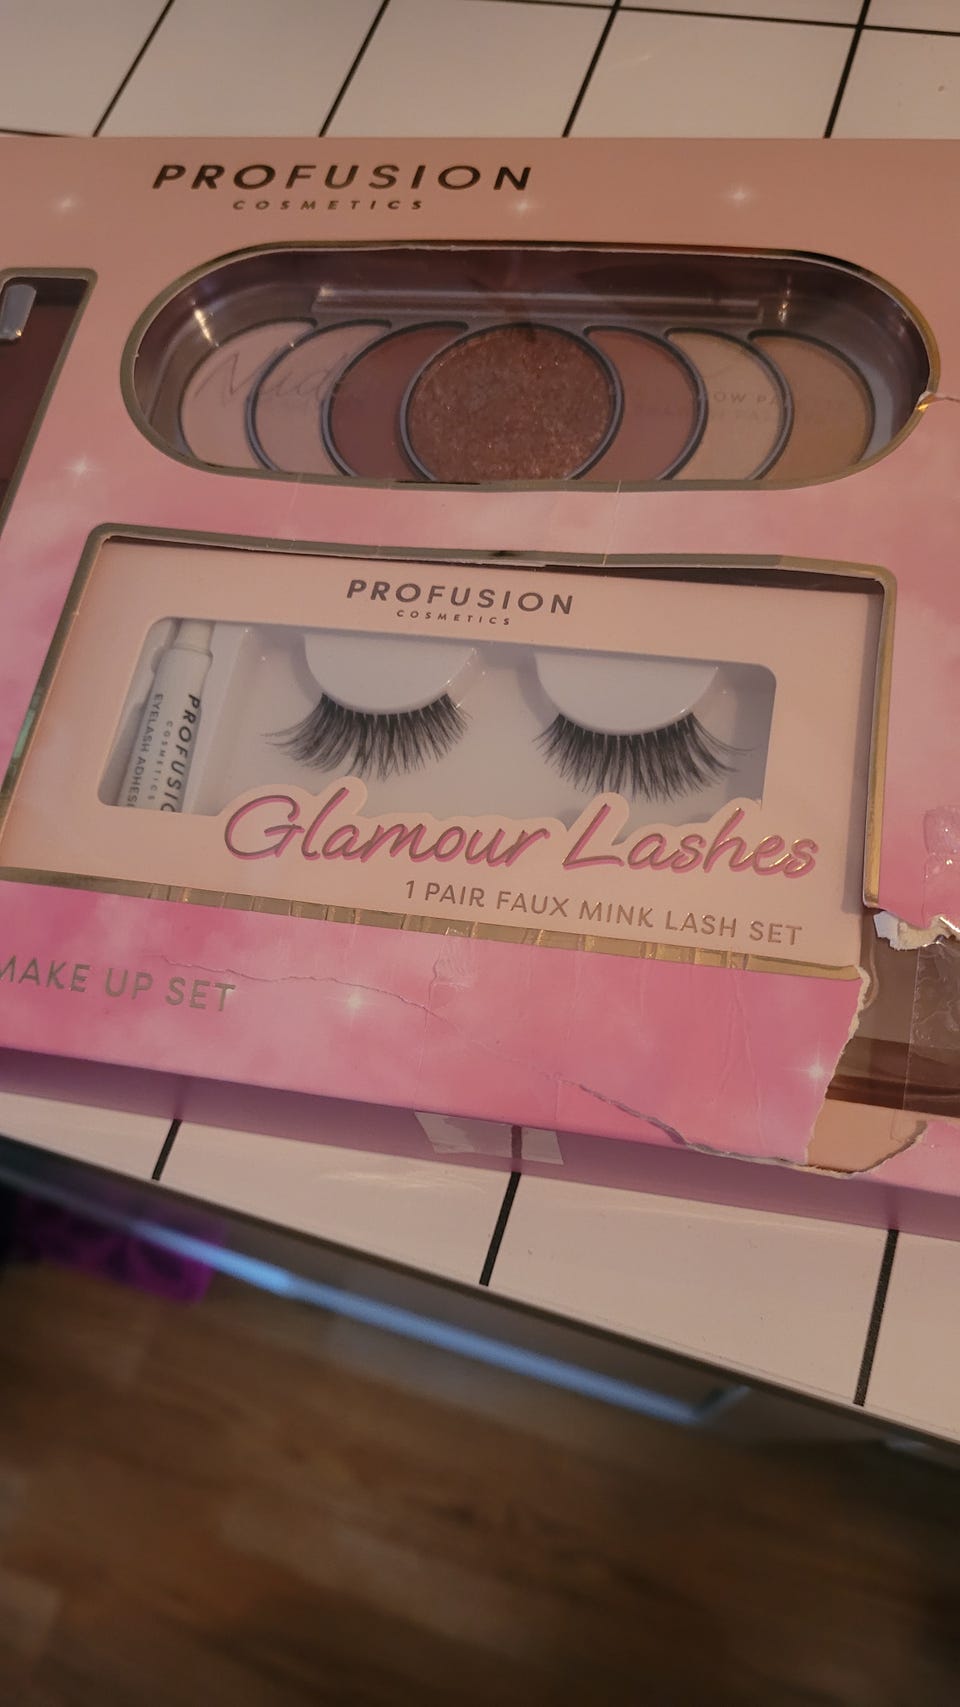 PROFUSION
COSMETICS
Nude
PROFUSION
COSMETICS
PROFUSIO
COSMETICS
EYELASH ADHES
Glamour Lashes
1 PAIR FAUX MINK LASH SET
MAKE UP SET